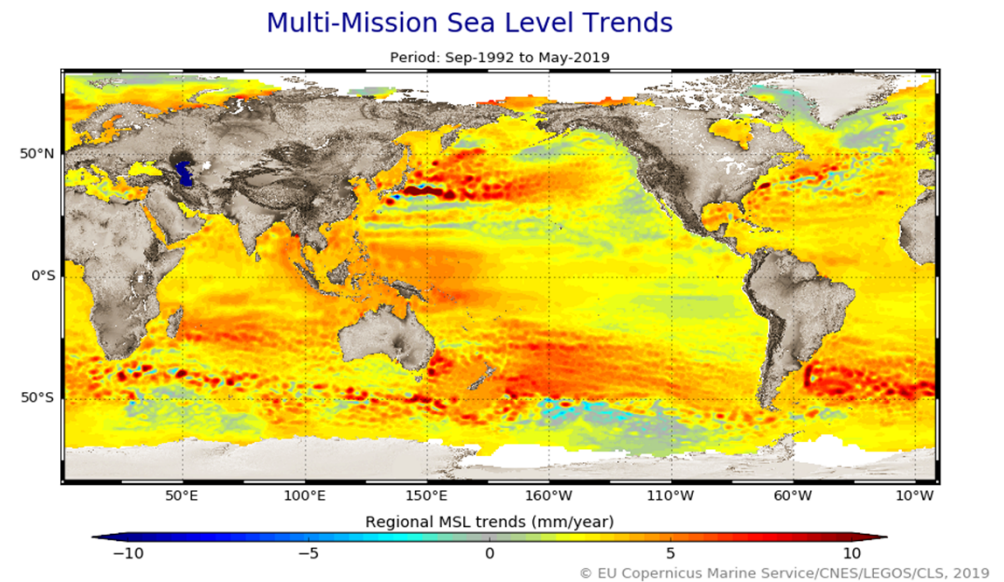 Multi-Mission Sea Level Trends
Period: Sep-1992 to May-2019
50°N
0°S
50°S
50°E 100°E 150°E 160°W 110°W 60°W 10°W
Regional MSL trends (mm/year)
−10 −5 0 5 10
© EU Copernicus Marine Service/CNES/LEGOS/CLS, 2019